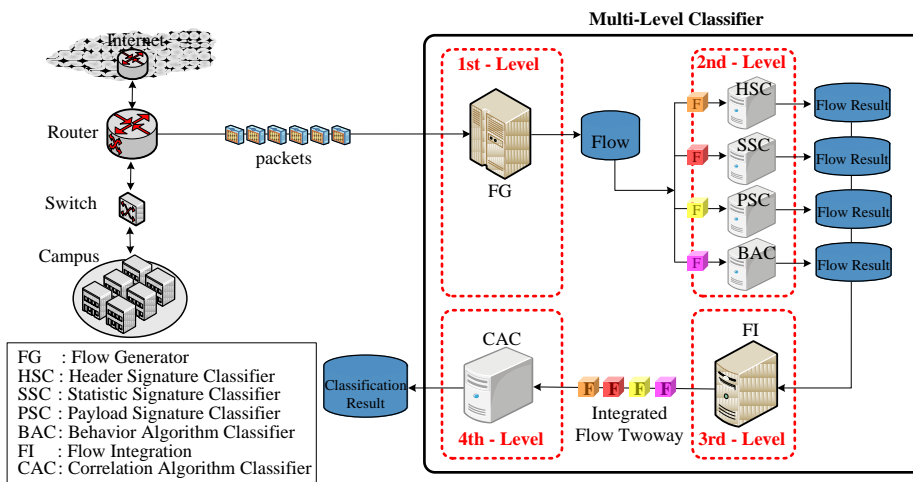 Multi-Level Classifier
Internet
Router
packets
Switch
Campus
1st - Level
FG
Flow
2nd - Level
F
HSC
Flow Result
F
SSC
Flow Result
F
PSC
Flow Result
F
BAC
Flow Result
FI
3rd - Level
F F F F
Integrated
Flow Twoway
CAC
4th - Level
Classification
Result
FG : Flow Generator
HSC : Header Signature Classifier
SSC : Statistic Signature Classifier
PSC : Payload Signature Classifier
BAC : Behavior Algorithm Classifier
FI : Flow Integration
CAC : Correlation Algorithm Classifier